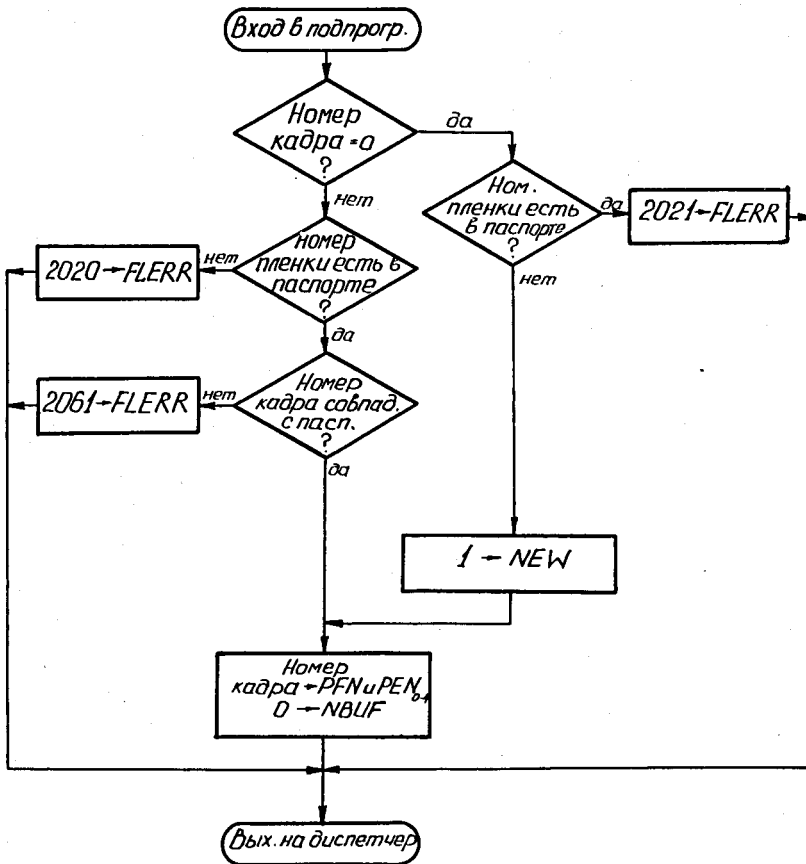 Вход в подпрогр.
Номер
кадра = 0
?
да
нет
Ном.
пленки есть
в паспорте
?
да
2021→FLERR
нет
номер
пленки есть в
паспорте
?
нет
2020→FLERR
да
Номер
кадра совпад.
с пасп.
?
нет
2061→FLERR
да
1 → NEW
Номер
кадра → PFN и PEN
0 → NBUF
Вых. на диспетчер